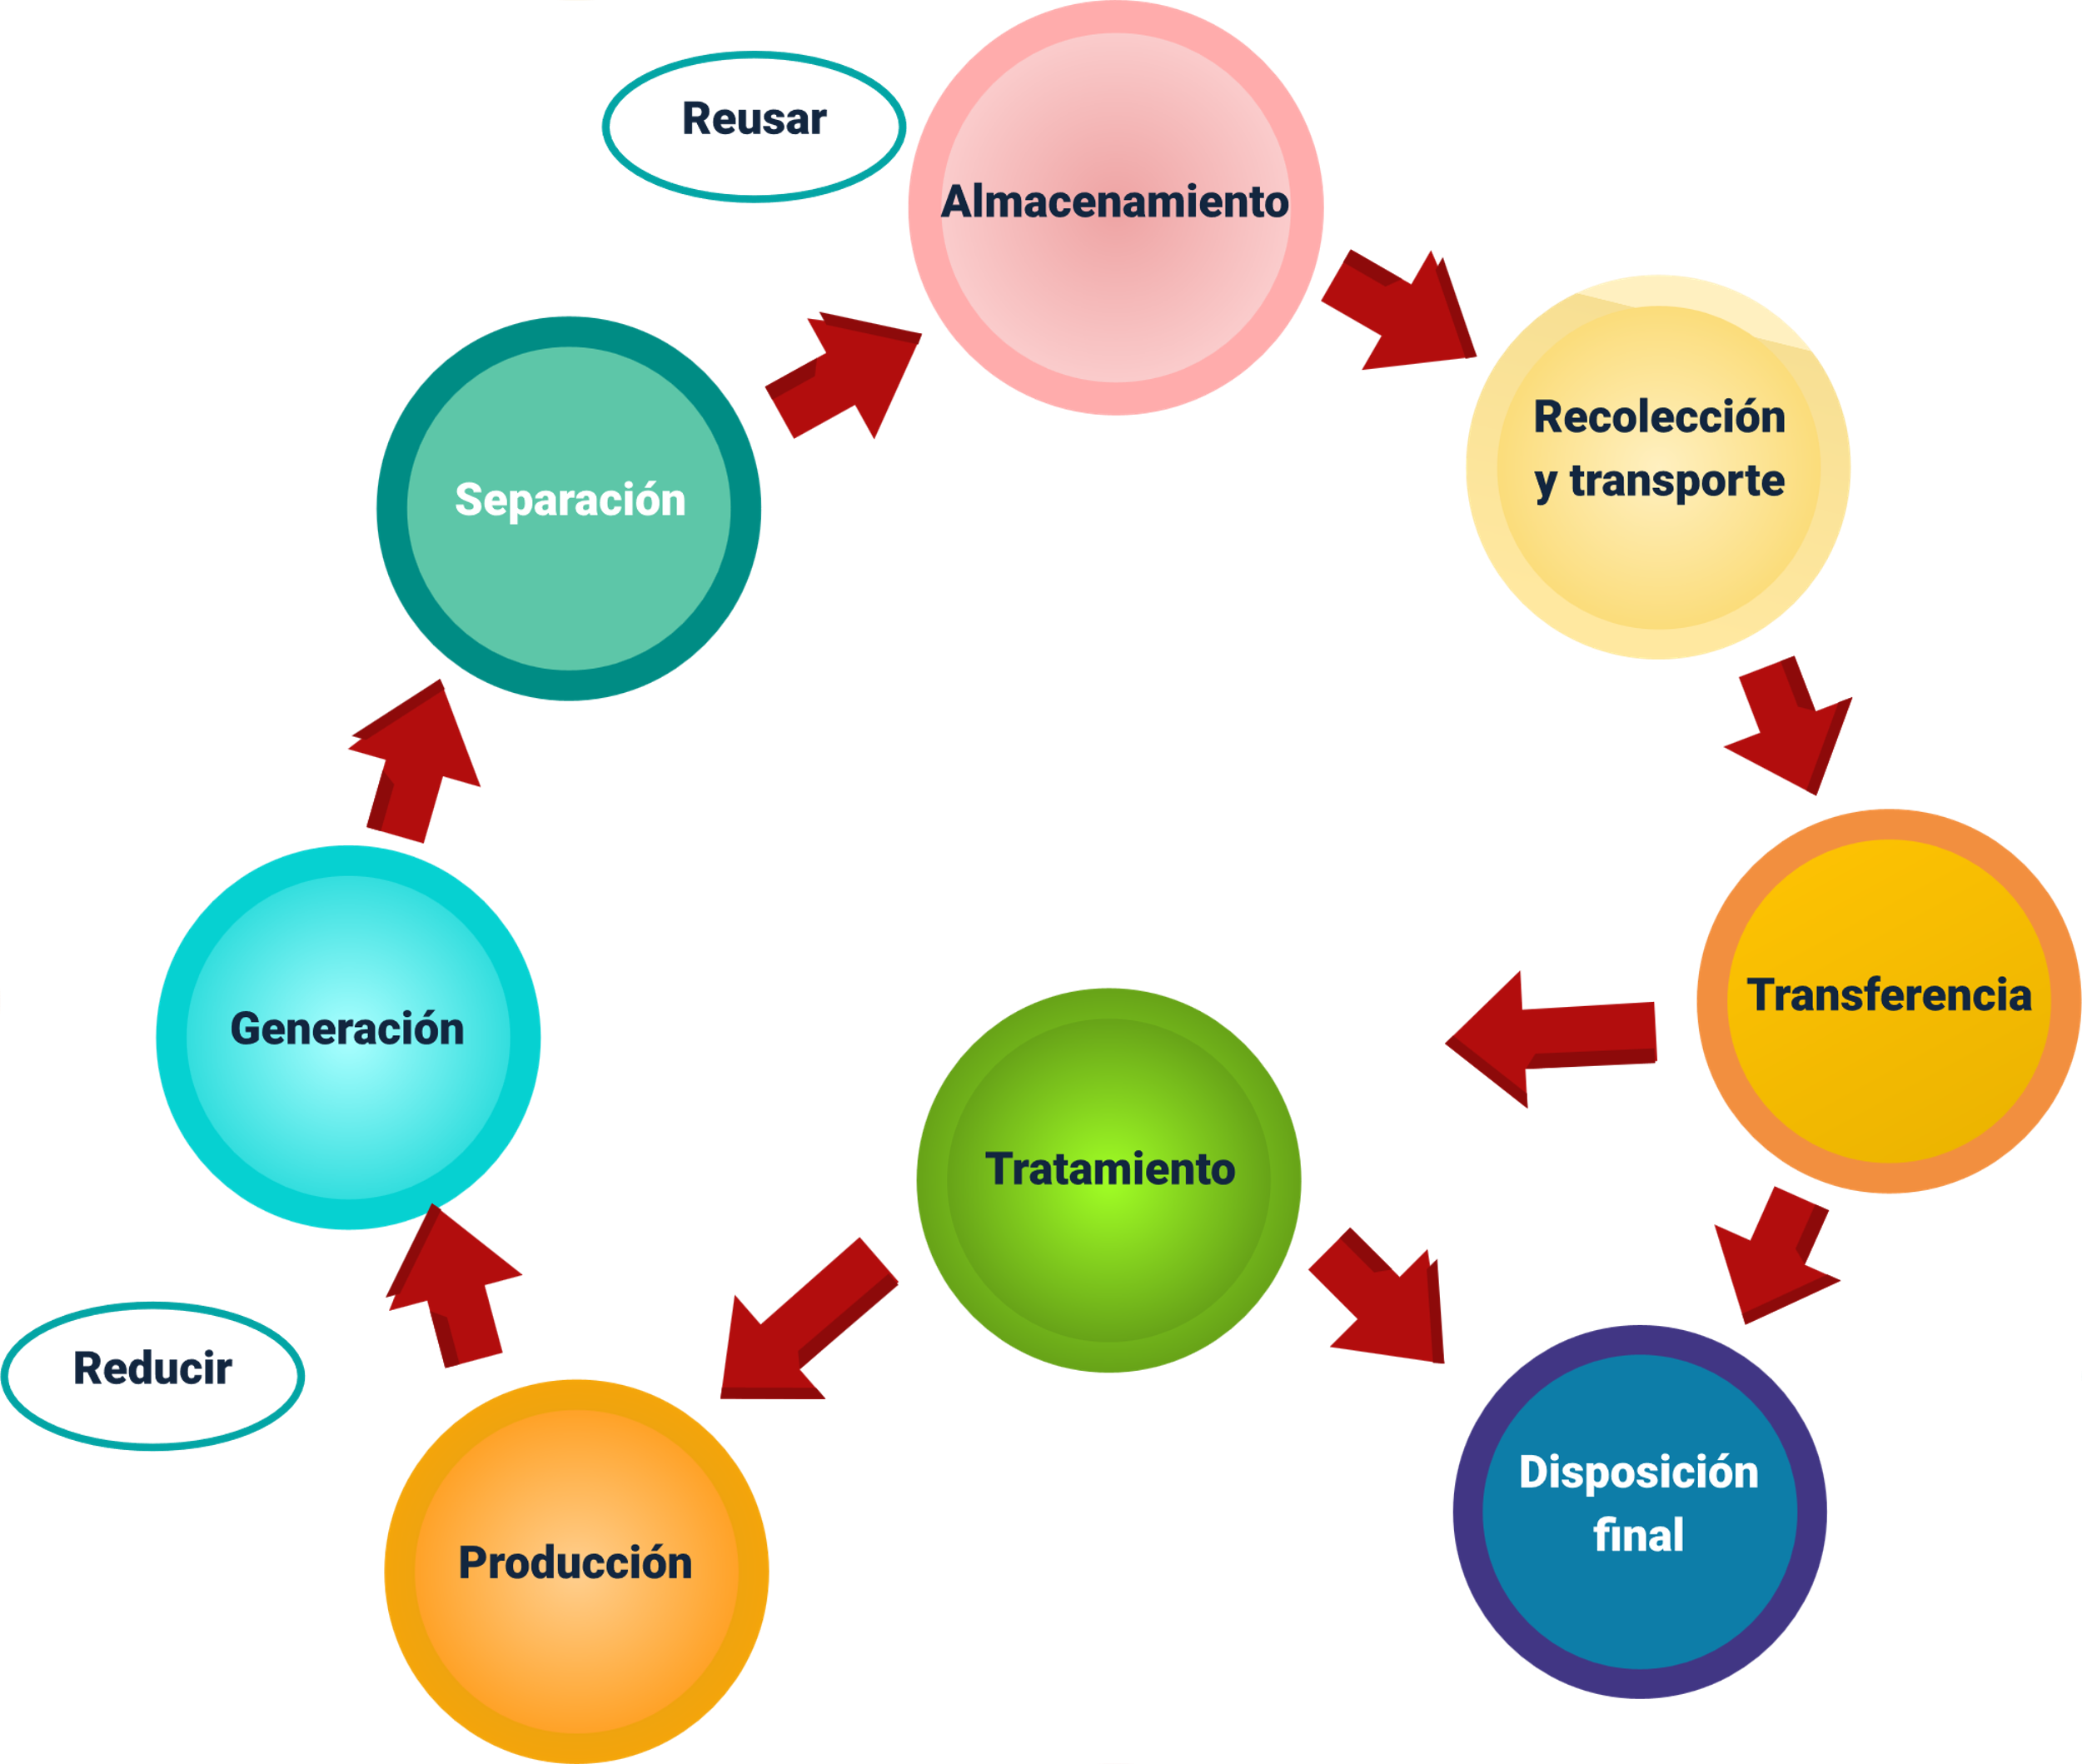 Reusar
Almacenamiento
Recolección
y transporte
Separación
Transferencia
Generación
Tratamiento
Reducir
Disposición
final
Producción